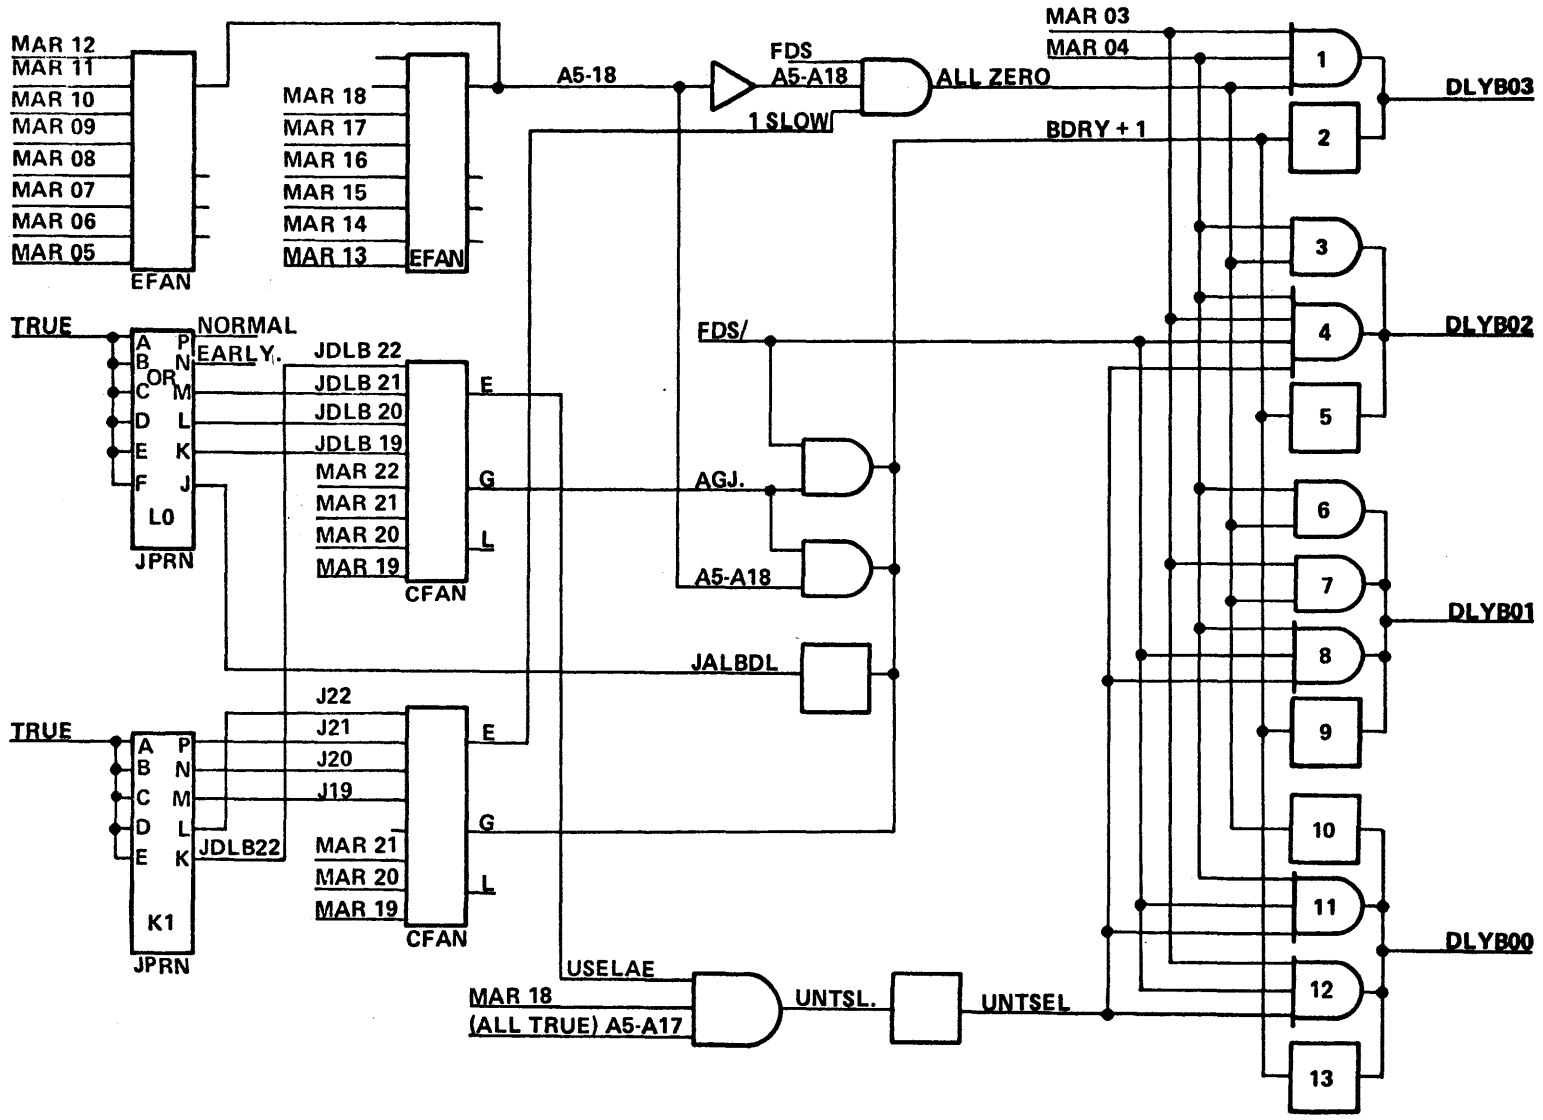 MAR 12
MAR 11
MAR 10
MAR 09
MAR 08
MAR 07
MAR 06
MAR 05
EFAN
MAR 18
MAR 17
MAR 16
MAR 15
MAR 14
MAR 13
EFAN
A5-18
FDS
A5-A18
1 SLOW
ALL ZERO
BDRY + 1
MAR 03
MAR 04
1
2
DLYB03
3
4
5
DLYB02
TRUE
A P
B N
OR
C M
D L
E K
F J
L0
JPRN
NORMAL
EARLY.
JDLB 22
JDLB 21
JDLB 20
JDLB 19
MAR 22
MAR 21
MAR 20
MAR 19
CFAN
E
G
L
FDS/
AGJ.
A5-A18
JALBDL
6
7
8
9
DLYB01
TRUE
A P
B N
C M
D L
E K
K1
JPRN
JDLB22
J22
J21
J20
J19
MAR 21
MAR 20
MAR 19
CFAN
E
G
L
USELAE
MAR 18
(ALL TRUE) A5-A17
UNTSL.
UNTSEL
10
11
12
13
DLYB00